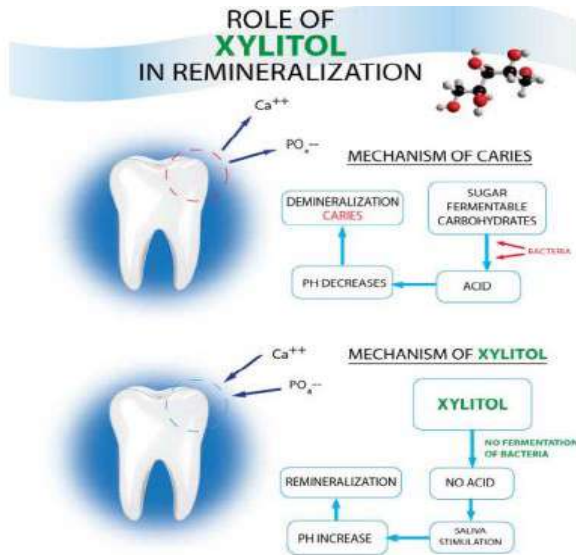 ROLE OF
XYLITOL
IN REMINERALIZATION
Ca++
PO₄--
MECHANISM OF CARIES
DEMINERALIZATION
CARIES
SUGAR
FERMENTABLE
CARBOHYDRATES
BACTERIA
PH DECREASES
ACID
Ca++
PO₄--
MECHANISM OF XYLITOL
XYLITOL
NO FERMENTATION
OF BACTERIA
REMINERALIZATION
NO ACID
PH INCREASE
SALIVA
STIMULATION